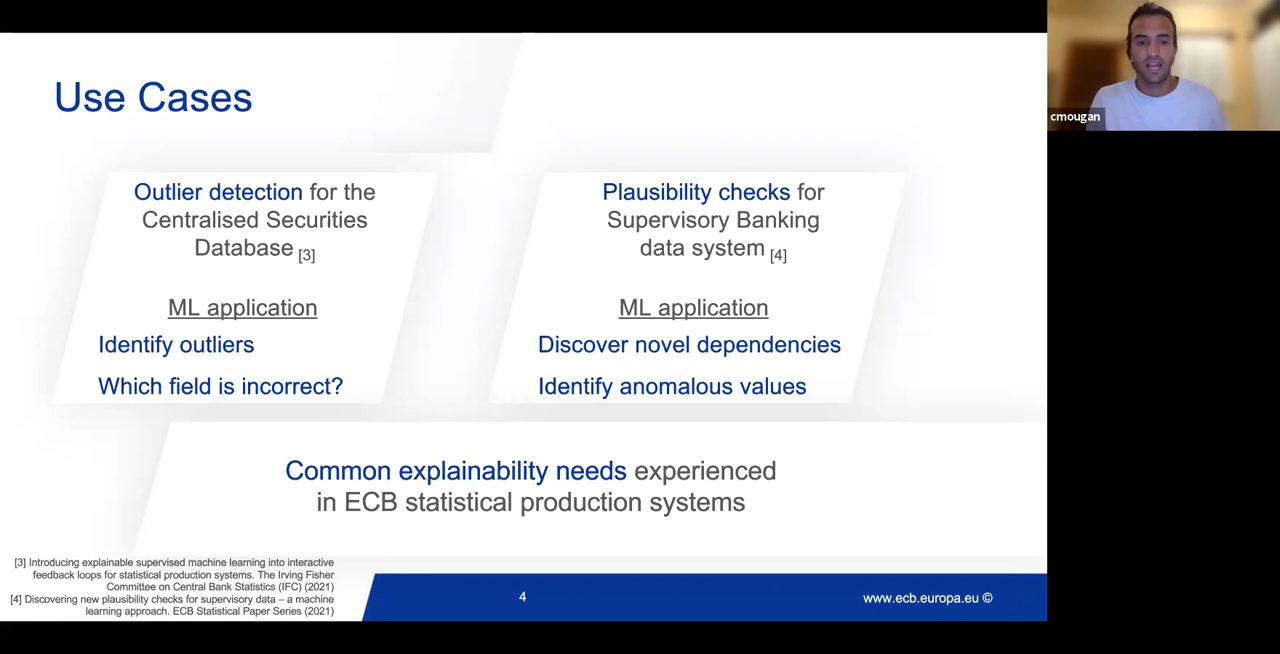 Use Cases
Outlier detection for the
Centralised Securities
Database [3]
ML application
Identify outliers
Which field is incorrect?
Plausibility checks for
Supervisory Banking
data system [4]
ML application
Discover novel dependencies
Identify anomalous values
Common explainability needs experienced
in ECB statistical production systems
[3] Introducing explainable supervised machine learning into interactive
feedback loops for statistical production systems. The Irving Fisher
Committee on Central Bank Statistics (IFC) (2021)
[4] Discovering new plausibility checks for supervisory data – a machine
learning approach. ECB Statistical Paper Series (2021)
4
www.ecb.europa.eu ©
cmougan